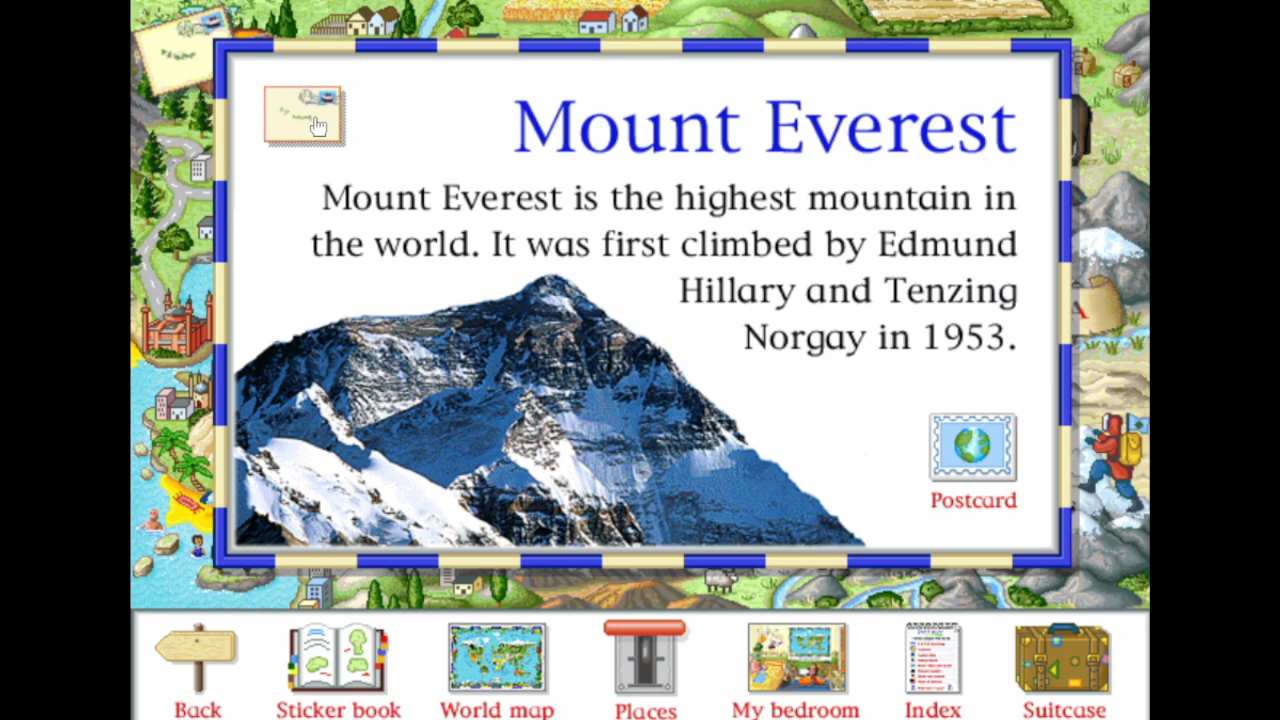 Mount Everest
Mount Everest is the highest mountain in
the world. It was first climbed by Edmund
Hillary and Tenzing
Norgay in 1953.
Postcard
Back
Sticker book
World map
Places
My bedroom
Index
Suitcase